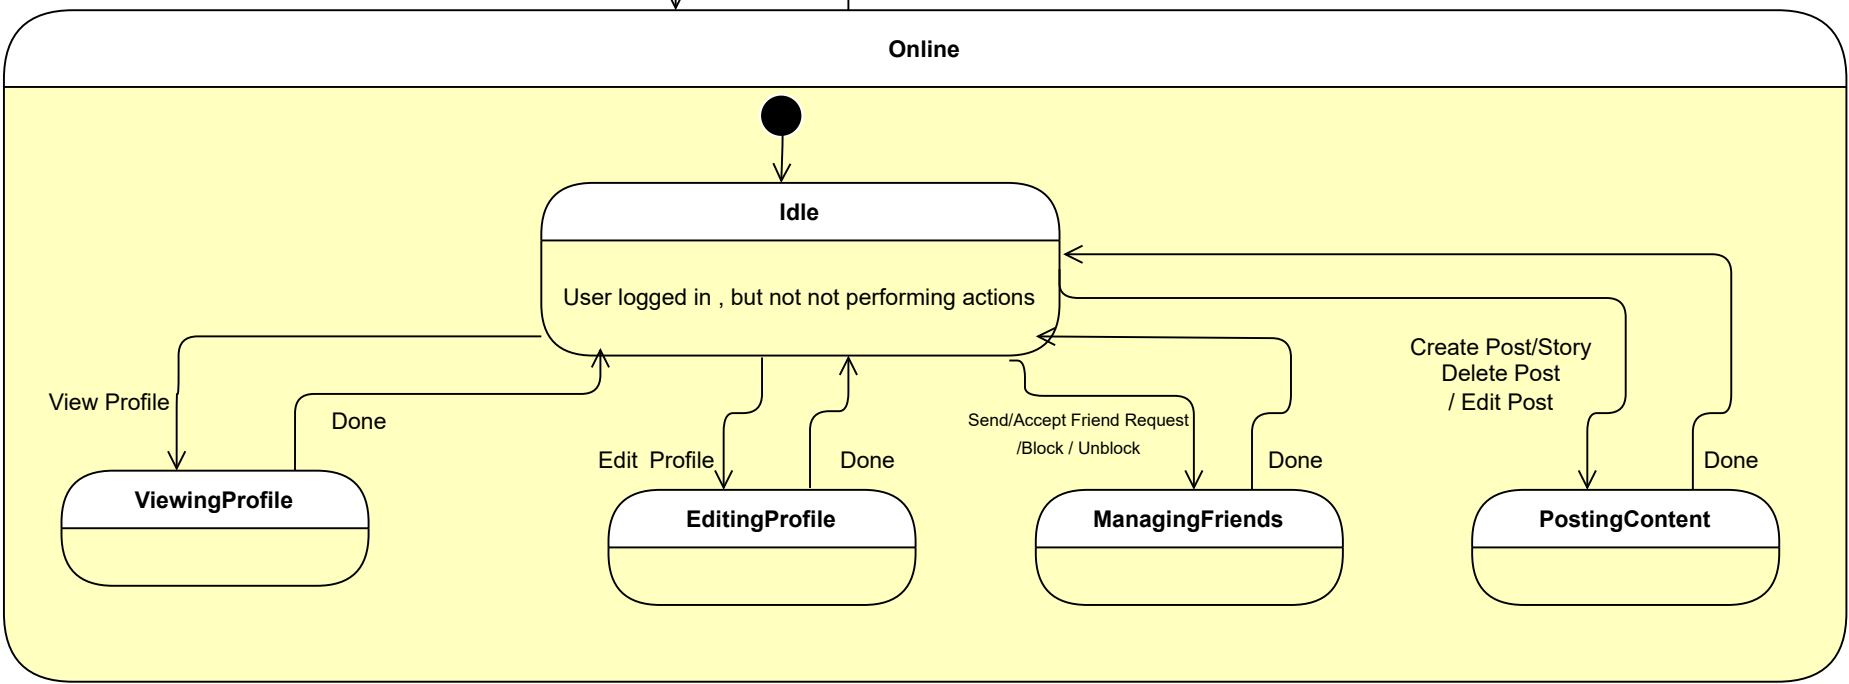 Online
Idle
User logged in , but not not performing actions
Create Post/Story
Delete Post
/ Edit Post
View Profile
Done
Send/Accept Friend Request
/Block / Unblock
Edit  Profile
Done
Done
Done
ViewingProfile
EditingProfile
ManagingFriends
PostingContent